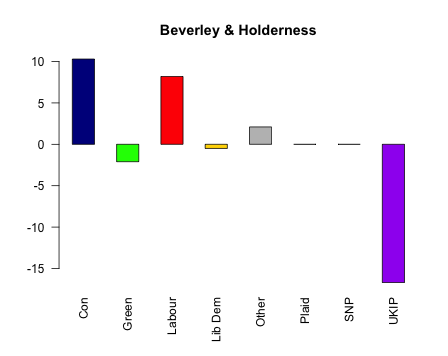 Beverley & Holderness
10
5
0
-5
-10
-15
Con
Green
Labour
Lib Dem
Other
Plaid
SNP
UKIP